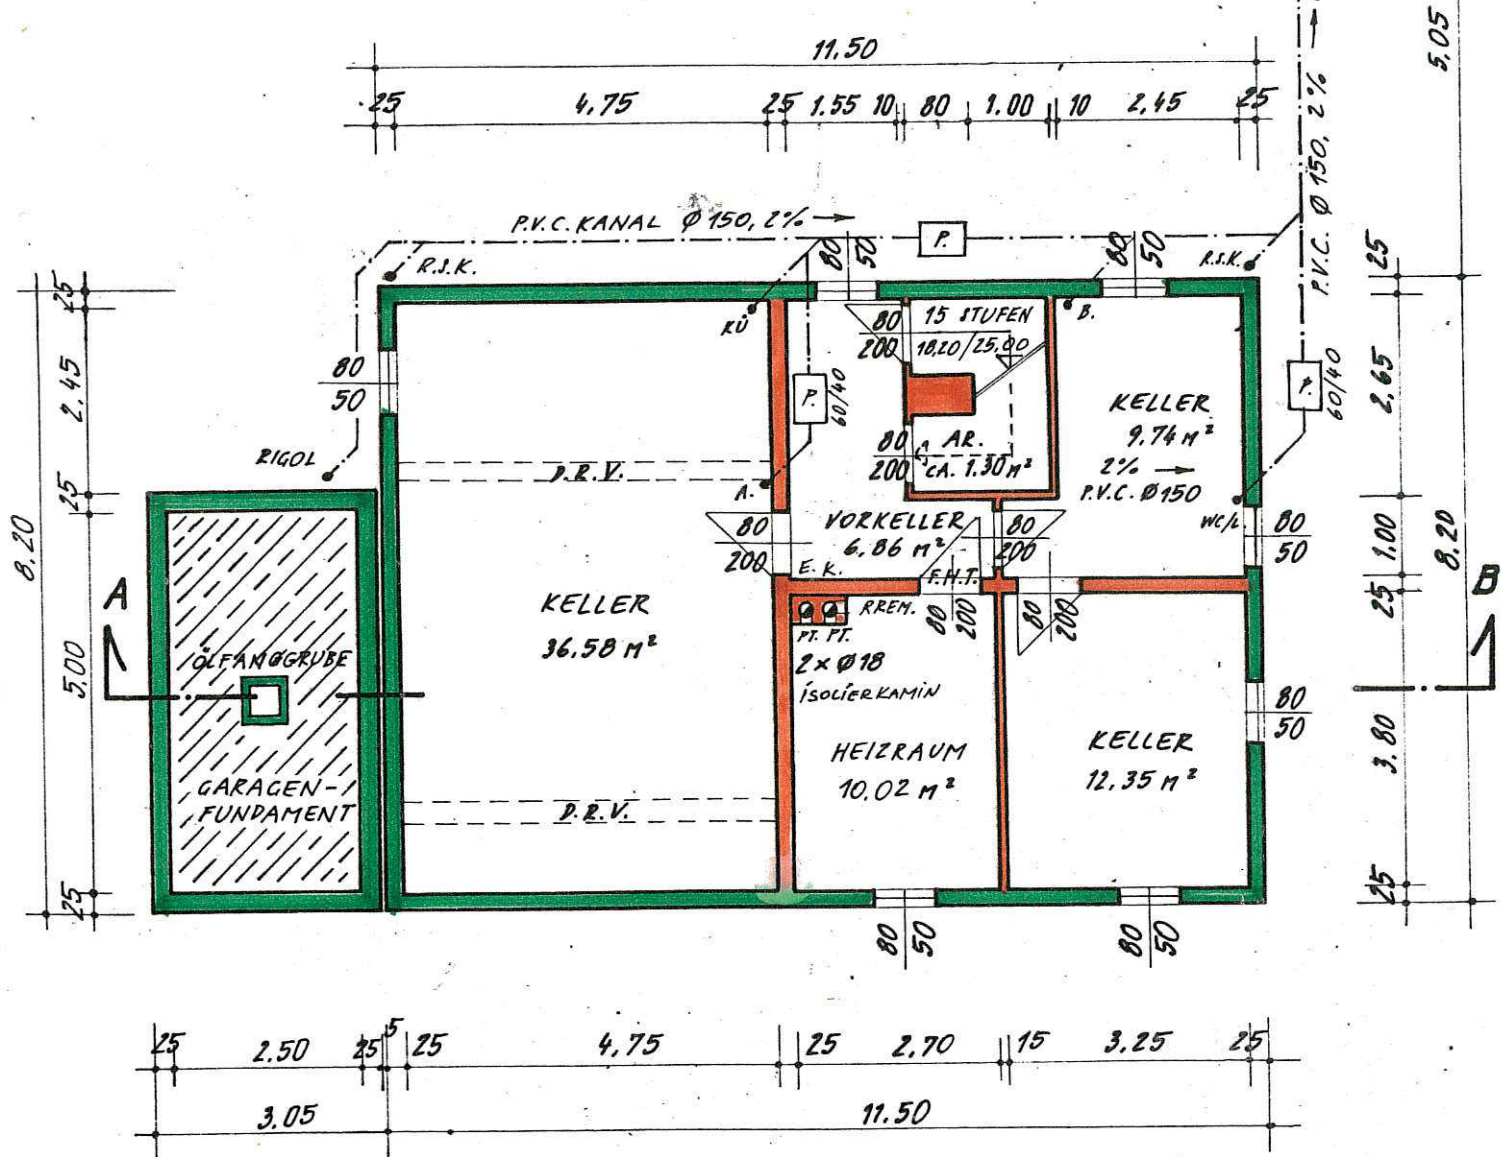 11.50
5,05
25 4,75 25 1.55 10 80 1.00 10 2,45 25
P.V.C. KANAL Ø 150, 2%
P.V.C. Ø 150, 2%
P.
80
50
80
50
R.S.K.
R.S.K.
25
25
KÜ
B.
80
200
15 STUFEN
18,20/25,00
80
50
2.45
P.
60/40
P.
60/40
KELLER
9.74 M²
2%
P.V.C. Ø 150
2,65
RIGOL
D.R.V.
A.
80
200
AR.
CA. 1.30 M²
WC/L.
25
8.20
80
200
VORKELLER
6,86 M²
80
200
80
50
1.00
8.20
E.K.
F.H.T.
25
A
B
KELLER
36.58 M²
RREM.
80
200
80
200
PT. PT.
2x Ø 18
ISOLIERKAMIN
5,00
ÖLFANGGRUBE
80
50
HEIZRAUM
10.02 M²
KELLER
12,35 M²
3.80
GARAGEN-
FUNDAMENT
D.R.V.
25
25
80
50
80
50
25 2.50 25 5 25 4,75 25 2,70 15 3,25 25
3.05 11.50